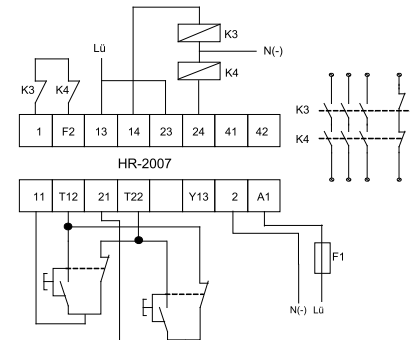 K3
N(-)
K4
Lü
K3 K4
1 F2 13 14 23 24 41 42
K3
K4
HR-2007
11 T12 21 T22 Y13 2 A1
F1
N(-) Lü